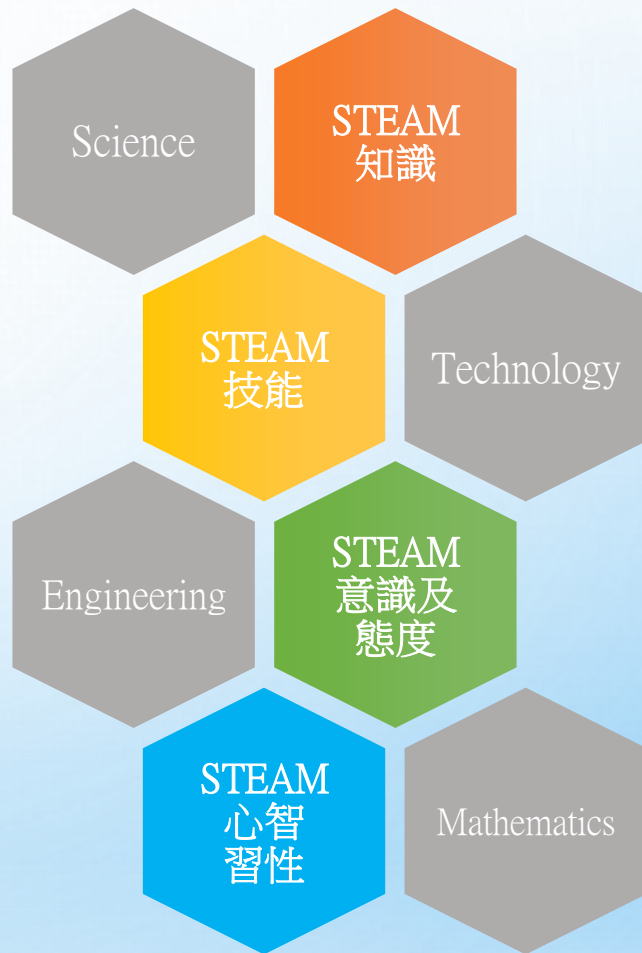 Science
STEAM
知識
STEAM
技能
Technology
Engineering
STEAM
意識及
態度
STEAM
心智
習性
Mathematics